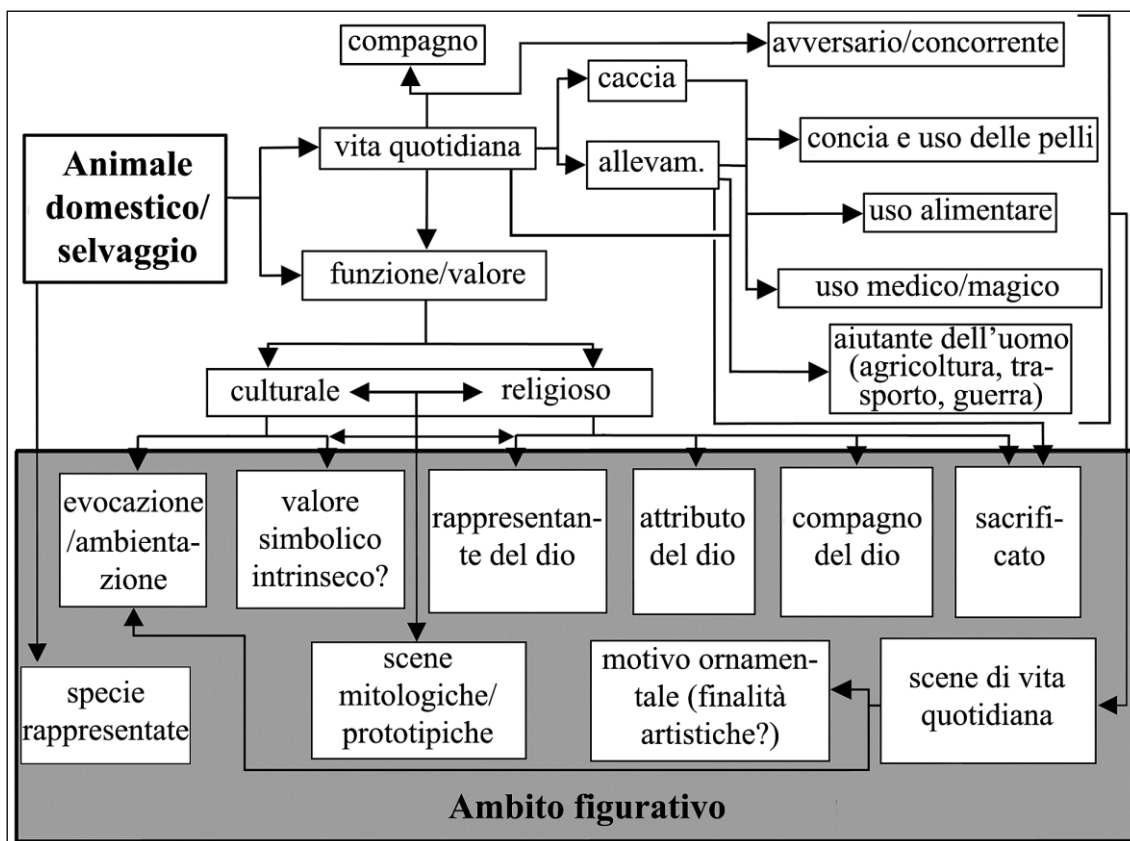 compagno
avversario/concorrente
caccia
Animale
domestico/
selvaggio
vita quotidiana
allevam.
concia e uso delle pelli
uso alimentare
funzione/valore
uso medico/magico
aiutante dell’uomo
(agricoltura, tra-
sporto, guerra)
culturale
religioso
evocazione
/ambienta-
zione
valore
simbolico
intrinseco?
rappresentan-
te del dio
attributo
del dio
compagno
del dio
sacrifi-
cato
specie
rappresentate
scene
mitologiche/
prototipiche
motivo ornamen-
tale (finalità
artistiche?)
scene di vita
quotidiana
Ambito figurativo